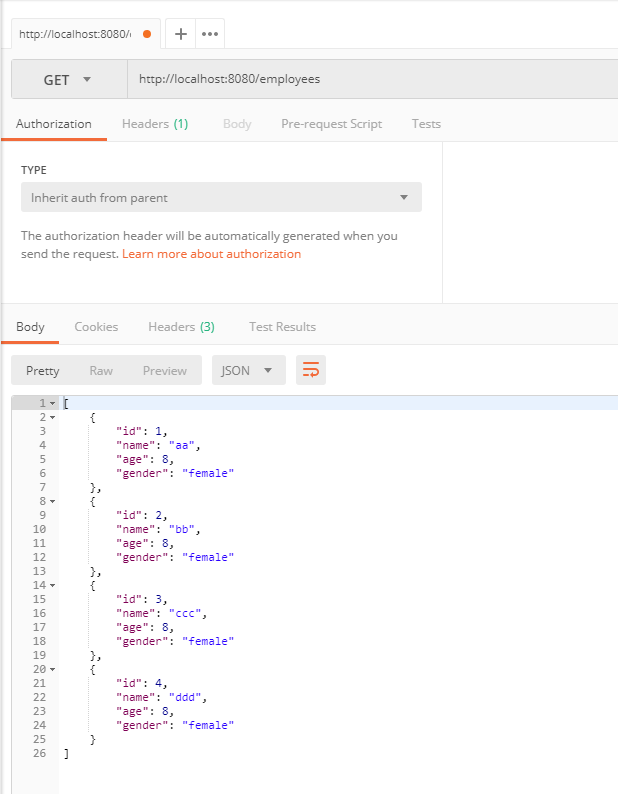 http://localhost:8080/
+ •••
GET http://localhost:8080/employees
Authorization Headers (1) Body Pre-request Script Tests
TYPE
Inherit auth from parent
The authorization header will be automatically generated when you
send the request. Learn more about authorization
Body Cookies Headers (3) Test Results
Pretty Raw Preview JSON
1 [
2 {
3 "id": 1,
4 "name": "aa",
5 "age": 8,
6 "gender": "female"
7 },
8 {
9 "id": 2,
10 "name": "bb",
11 "age": 8,
12 "gender": "female"
13 },
14 {
15 "id": 3,
16 "name": "ccc",
17 "age": 8,
18 "gender": "female"
19 },
20 {
21 "id": 4,
22 "name": "ddd",
23 "age": 8,
24 "gender": "female"
25 }
26 ]